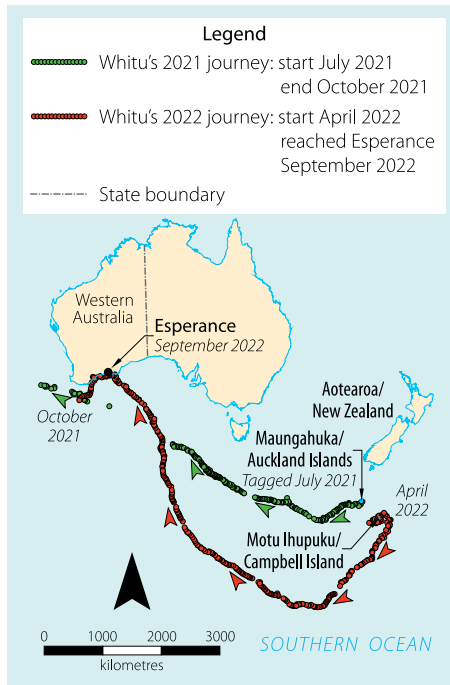 Legend
Whitu's 2021 journey: start July 2021
end October 2021
Whitu's 2022 journey: start April 2022
reached Esperance
September 2022
State boundary
Western
Australia
Esperance
September 2022
October
2021
Aotearoa/
New Zealand
Maungahuka/
Auckland Islands
Tagged July 2021
April
2022
Motu Ihupuku/
Campbell Island
0 1000 2000 3000
kilometres
SOUTHERN OCEAN